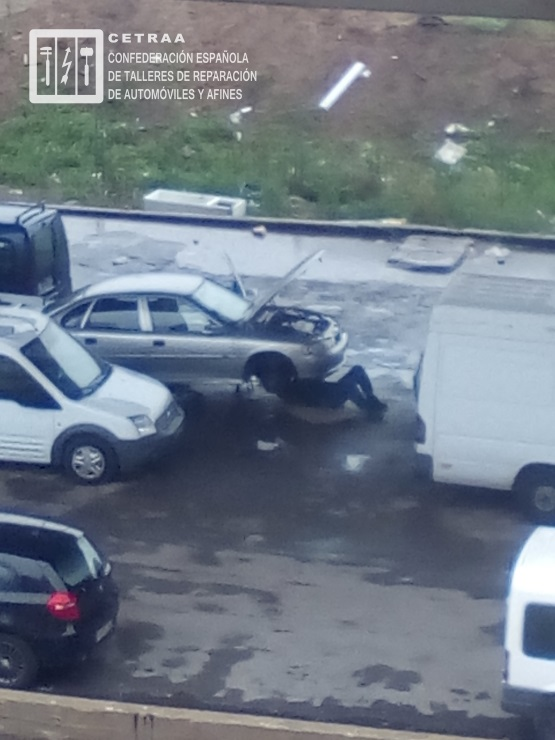 CETRAA
CONFEDERACIÓN ESPAÑOLA
DE TALLERES DE REPARACIÓN
DE AUTOMÓVILES Y AFINES